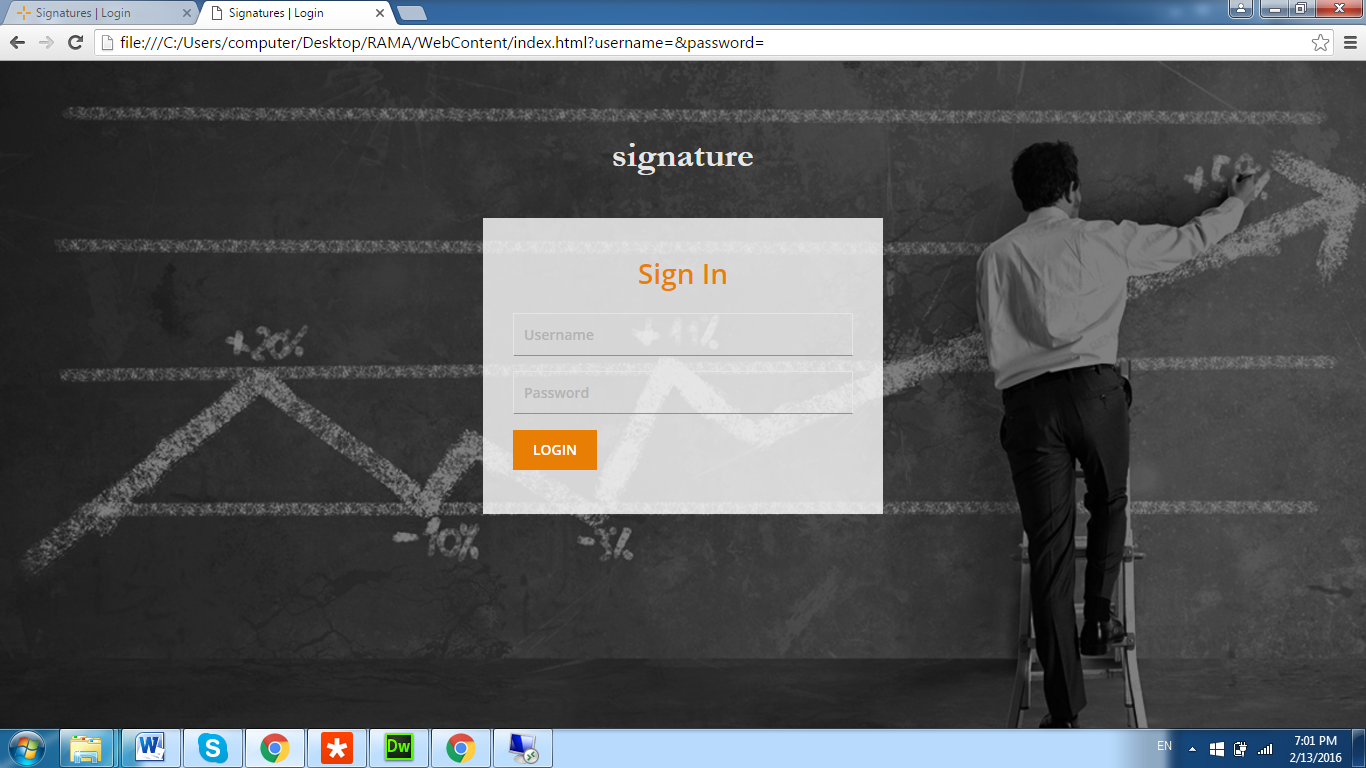 Signatures | Login
Signatures | Login
file:///C:/Users/computer/Desktop/RAMA/WebContent/index.html?username=&password=
signature
Sign In
Username
Password
LOGIN
+20%
+11%
-10%
-3%
Dw
EN
7:01 PM
2/13/2016